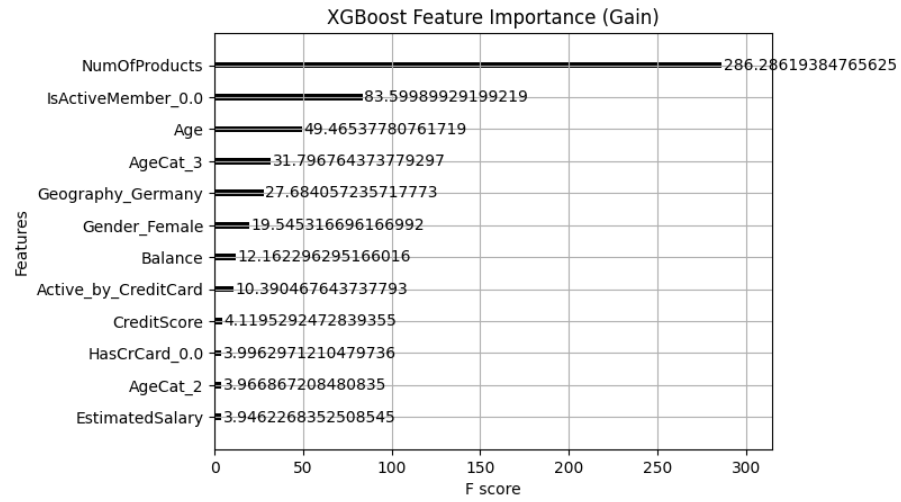 XGBoost Feature Importance (Gain)
NumOfProducts 286.28619384765625
IsActiveMember_0.0 83.59989929199219
Age 49.46537780761719
AgeCat_3 31.796764373779297
Geography_Germany 27.684057235717773
Gender_Female 19.545316696166992
Balance 12.162296295166016
Active_by_CreditCard 10.390467643737793
CreditScore 4.1195292472839355
HasCrCard_0.0 3.9962971210479736
AgeCat_2 3.966867208480835
EstimatedSalary 3.9462268352508545
Features
0 50 100 150 200 250 300
F score